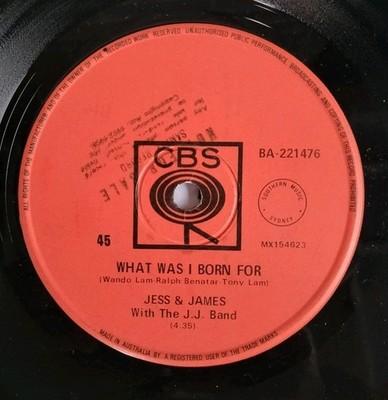 ALL RIGHTS OF THE MANUFACTURER AND OF THE OWNER OF THE RECORDED WORK RESERVED UNAUTHORISED PUBLIC PERFORMANCE BROADCASTING AND COPYING OF THIS RECORD PROHIBITED
CBS
BA-221476
SOUTHERN MUSIC
SYDNEY
45
MX154623
WHAT WAS I BORN FOR
(Wando Lam-Ralph Benatar-Tony Lam)
JESS & JAMES
With The J.J. Band
(4.35)
MADE IN AUSTRALIA BY A REGISTERED USER OF THE TRADE MARK